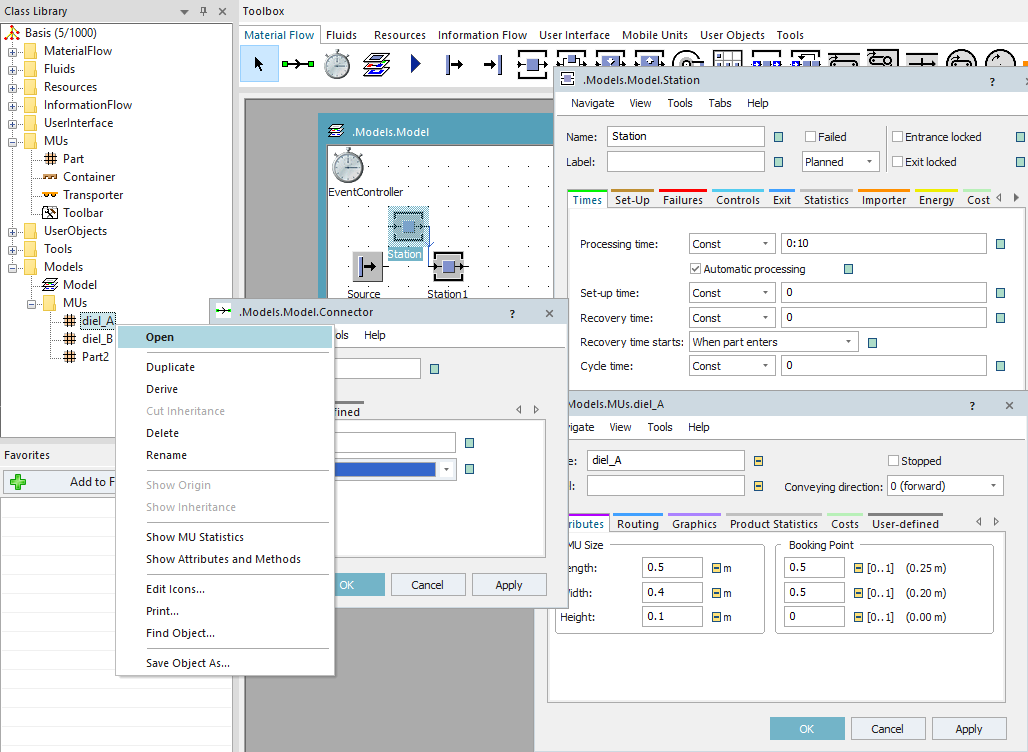 Class Library
Basis (5/1000)
MaterialFlow
Fluids
Resources
InformationFlow
UserInterface
MUs
Part
Container
Transporter
Toolbar
UserObjects
Tools
Models
Model
MUs
diel_A
diel_B
Part2
Favorites
Add to F
Open
Duplicate
Derive
Cut Inheritance
Delete
Rename
Show Origin
Show Inheritance
Show MU Statistics
Show Attributes and Methods
Edit Icons...
Print...
Find Object...
Save Object As...
Toolbox
Material Flow Fluids Resources Information Flow User Interface Mobile Units User Objects Tools
.Models.Model
EventController
Station
Source Station1
.Models.Model.Connector ?
ols Help
fined
OK Cancel Apply
.Models.Model.Station ?
Navigate View Tools Tabs Help
Name: Station Failed Entrance locked
Label: Planned Exit locked
Times Set-Up Failures Controls Exit Statistics Importer Energy Cost
Processing time: Const 0:10
Automatic processing
Set-up time: Const 0
Recovery time: Const 0
Recovery time starts: When part enters
Cycle time: Const 0
Models.MUs.diel_A ?
igate View Tools Help
e: diel_A Stopped
l: Conveying direction: 0 (forward)
ributes Routing Graphics Product Statistics Costs User-defined
MU Size Booking Point
ength: 0.5 m 0.5 [0..1] (0.25 m)
idth: 0.4 m 0.5 [0..1] (0.20 m)
Height: 0.1 m 0 [0..1] (0.00 m)
OK Cancel Apply